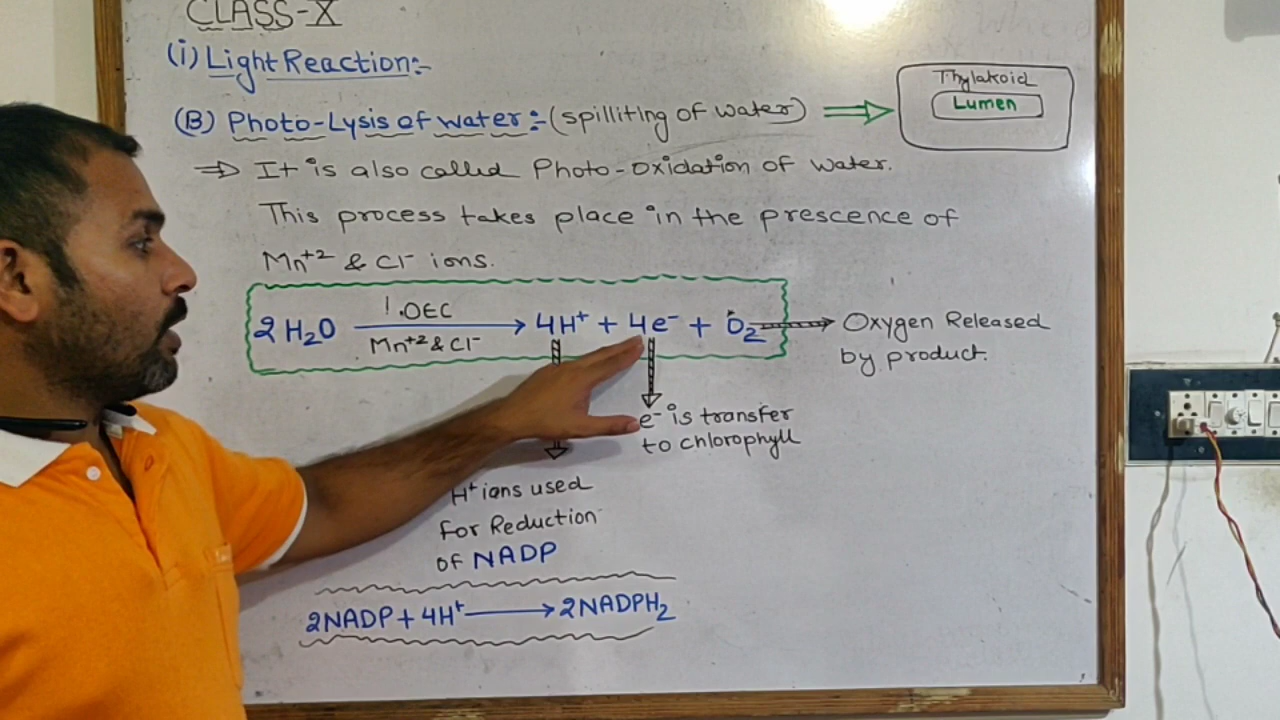 CLASS-X
(i) Light Reaction:-
(B) Photo-Lysis of water:- (spilliting of water)
Thylakoid
Lumen
⇒ It is also called Photo-oxidation of water.
This process takes place in the prescence of
Mn⁺² & Cl⁻ ions.
2H₂O ⟶ 4H⁺ + 4e⁻ + O₂
OEC
Mn⁺² & Cl⁻
Oxygen Released
by product.
e⁻ is transfer
to chlorophyll
H⁺ ions used
For Reduction
of NADP
2NADP + 4H⁺ ⟶ 2NADPH₂